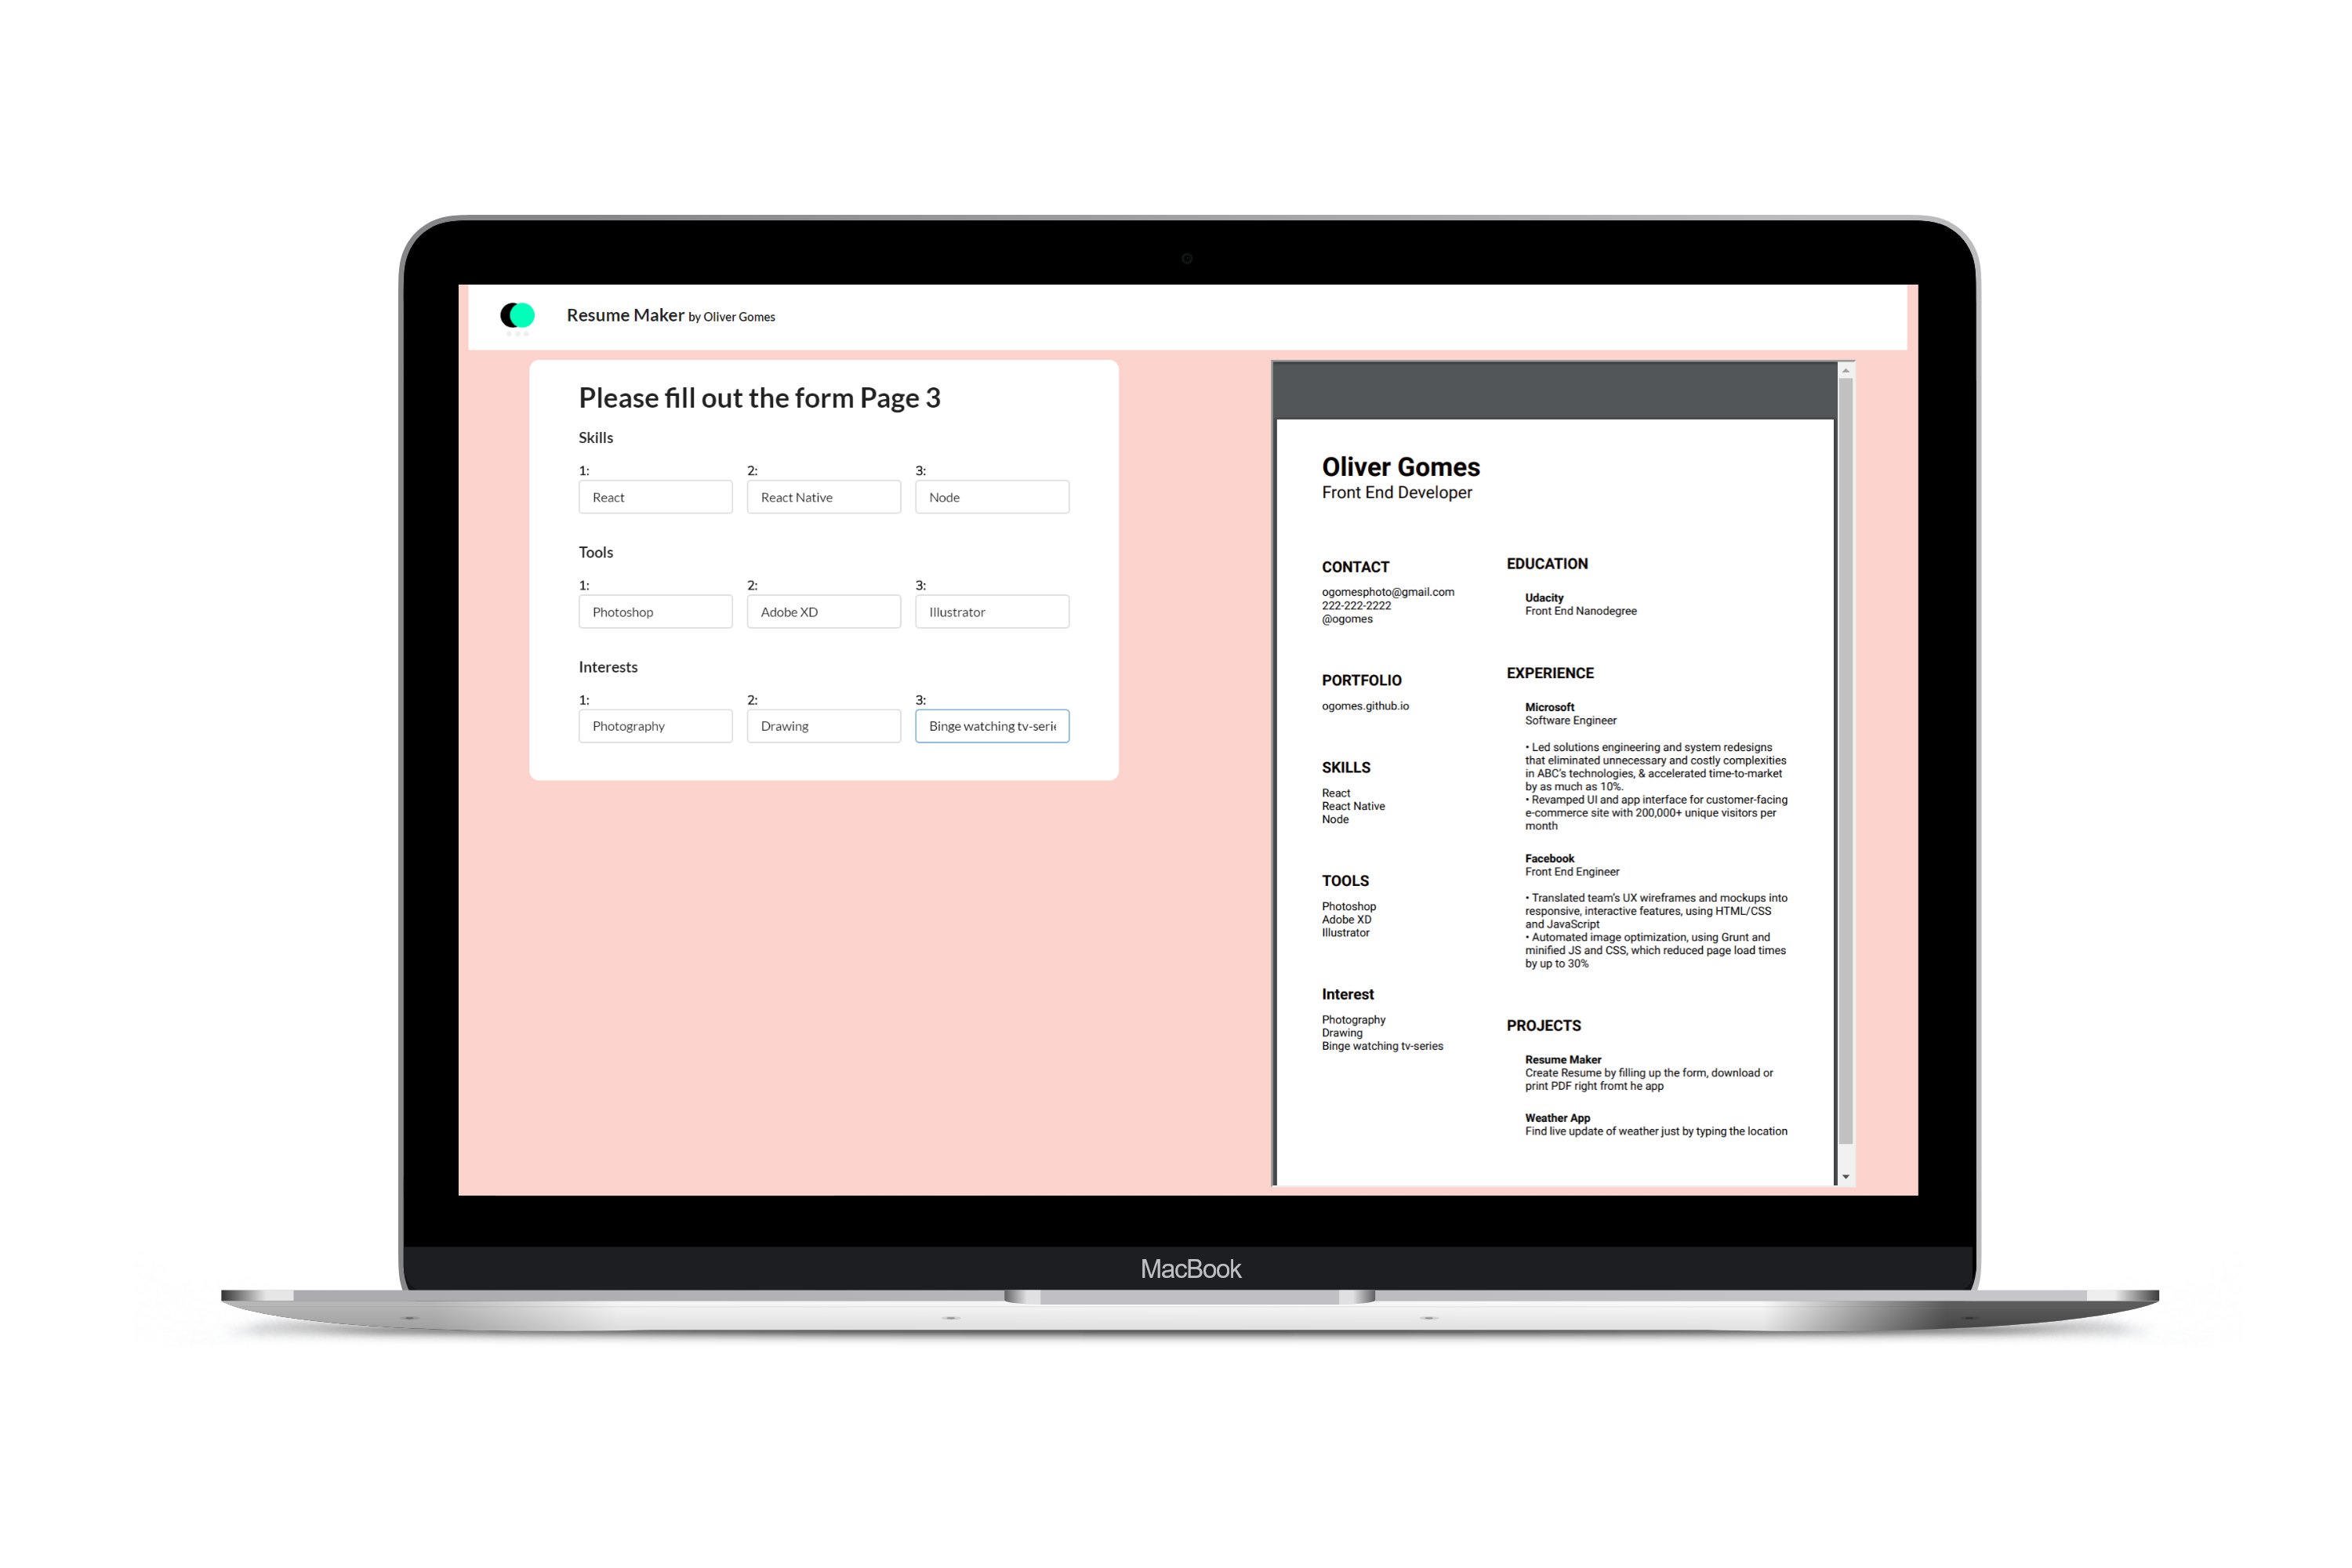 Resume Maker by Oliver Gomes
Please fill out the form Page 3
Skills
1: 2: 3:
React React Native Node
Tools
1: 2: 3:
Photoshop Adobe XD Illustrator
Interests
1: 2: 3:
Photography Drawing Binge watching tv-serie
Oliver Gomes
Front End Developer
CONTACT
ogomesphoto@gmail.com
222-222-2222
@ogomes
PORTFOLIO
ogomes.github.io
SKILLS
React
React Native
Node
TOOLS
Photoshop
Adobe XD
Illustrator
Interest
Photography
Drawing
Binge watching tv-series
EDUCATION
Udacity
Front End Nanodegree
EXPERIENCE
Microsoft
Software Engineer
• Led solutions engineering and system redesigns
that eliminated unnecessary and costly complexities
in ABC's technologies, & accelerated time-to-market
by as much as 10%.
• Revamped UI and app interface for customer-facing
e-commerce site with 200,000+ unique visitors per
month
Facebook
Front End Engineer
• Translated team's UX wireframes and mockups into
responsive, interactive features, using HTML/CSS
and JavaScript
• Automated image optimization, using Grunt and
minified JS and CSS, which reduced page load times
by up to 30%
PROJECTS
Resume Maker
Create Resume by filling up the form, download or
print PDF right fromt he app
Weather App
Find live update of weather just by typing the location
MacBook